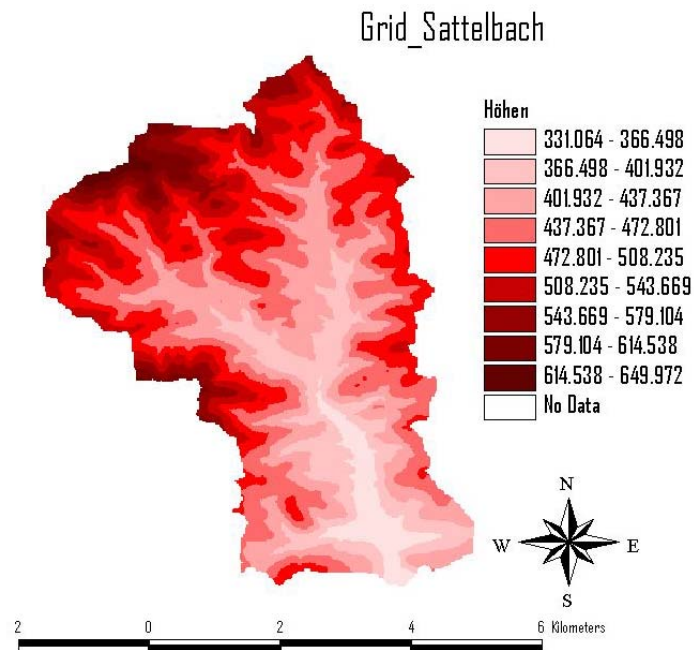 Grid_Sattelbach
Höhen
331.064 - 366.498
366.498 - 401.932
401.932 - 437.367
437.367 - 472.801
472.801 - 508.235
508.235 - 543.669
543.669 - 579.104
579.104 - 614.538
614.538 - 649.972
No Data
N
W E
S
2 0 2 4 6 Kilometers